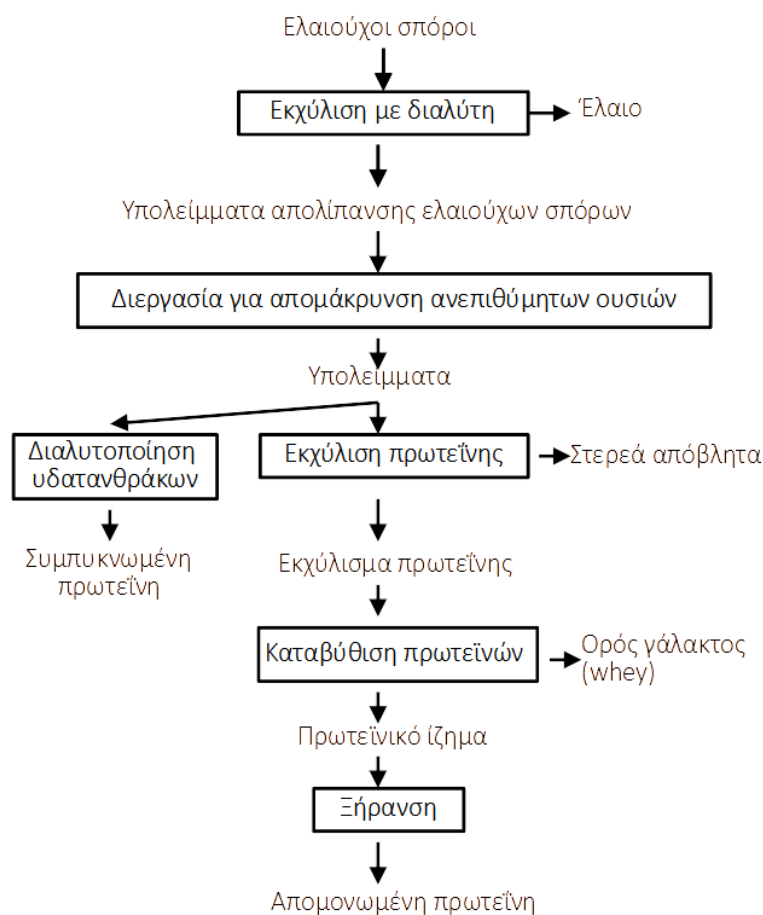 Ελαιούχοι σπόροι
Εκχύλιση με διαλύτη
Έλαιο
Υπολείμματα απολίπανσης ελαιούχων σπόρων
Διεργασία για απομάκρυνση ανεπιθύμητων ουσιών
Υπολείμματα
Διαλυτοποίηση
υδατανθράκων
Εκχύλιση πρωτεΐνης
Στερεά απόβλητα
Συμπυκνωμένη
πρωτεΐνη
Εκχύλισμα πρωτεΐνης
Καταβύθιση πρωτεϊνών
Ορός γάλακτος
(whey)
Πρωτεϊνικό ίζημα
Ξήρανση
Απομονωμένη πρωτεΐνη